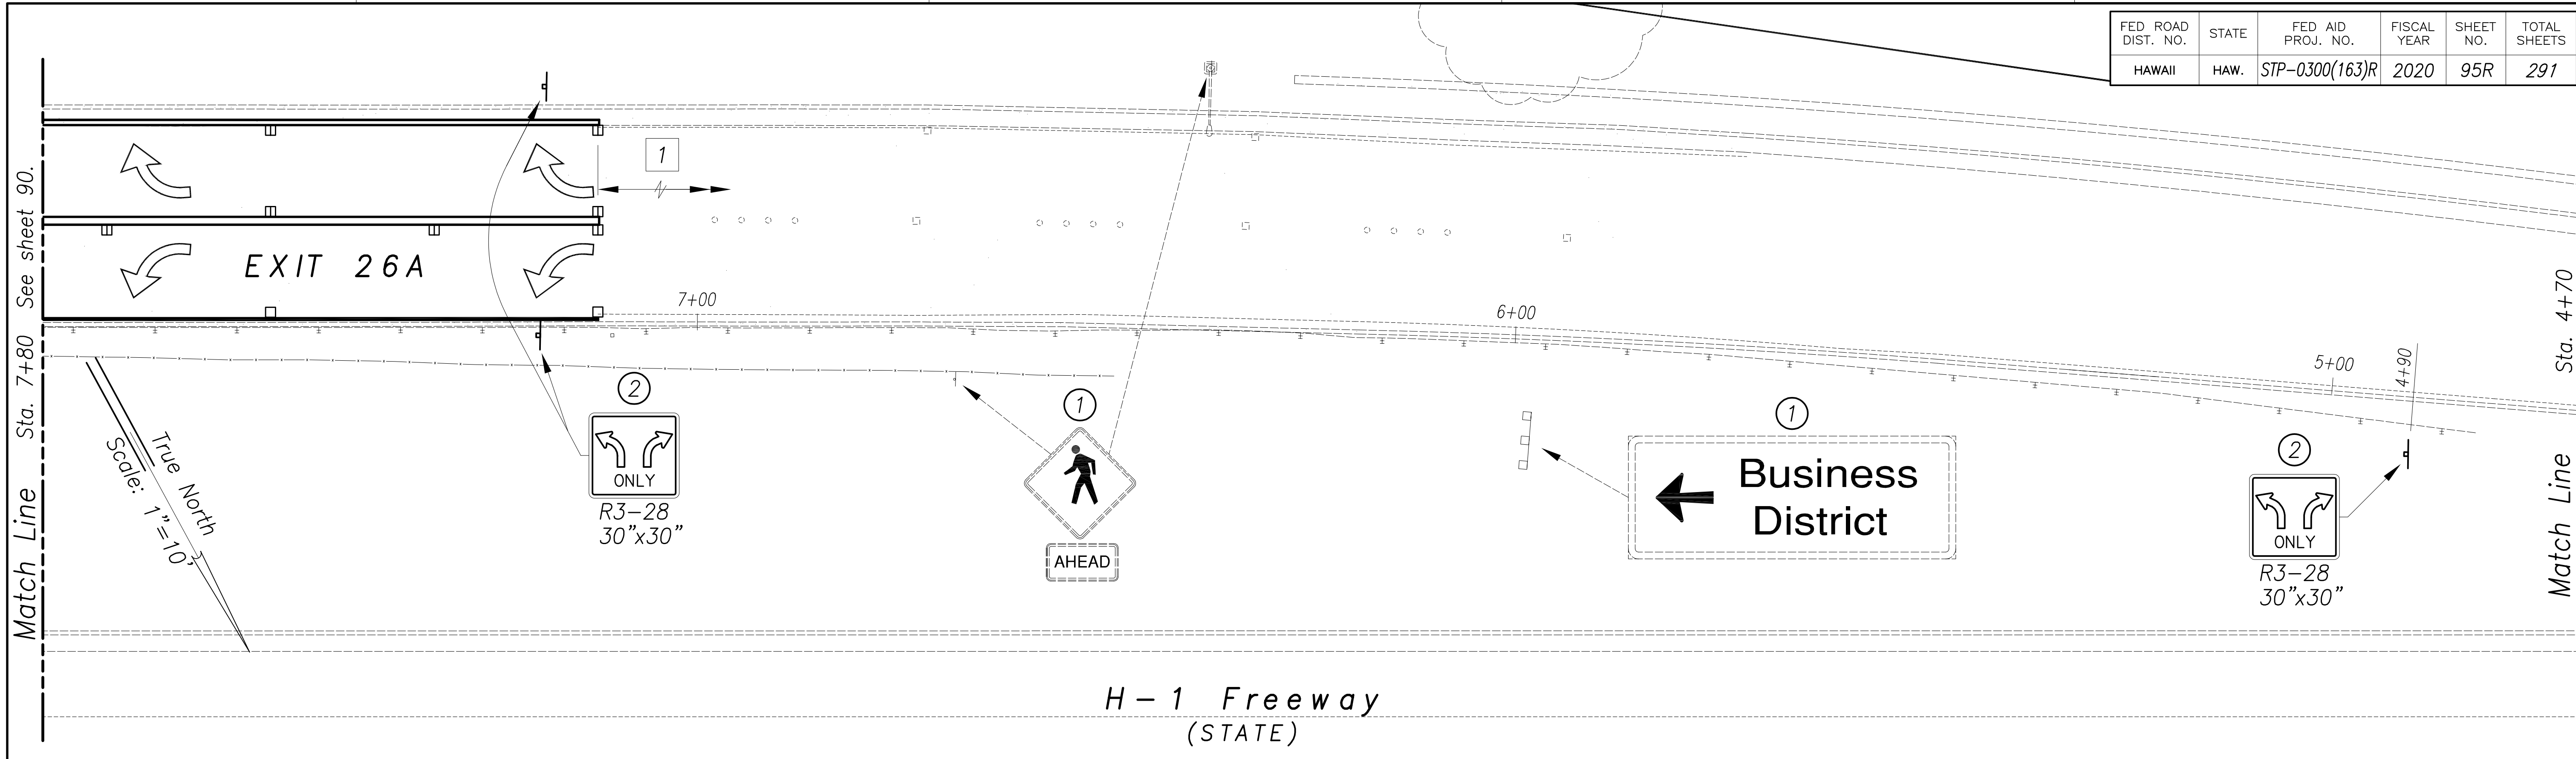 FED ROAD DIST. NO.
STATE
FED AID PROJ. NO.
FISCAL YEAR
SHEET NO.
TOTAL SHEETS
HAWAII
HAW.
STP-0300(163)R
2020
95R
291
Match Line Sta. 7+80 See sheet 90.
1
EXIT 26A
7+00
6+00
5+00
4+90
True North
Scale: 1"=10'
2
ONLY
R3-28
30"x30"
1
AHEAD
1
Business
District
2
ONLY
R3-28
30"x30"
Match Line Sta. 4+70
H-1 Freeway
(STATE)